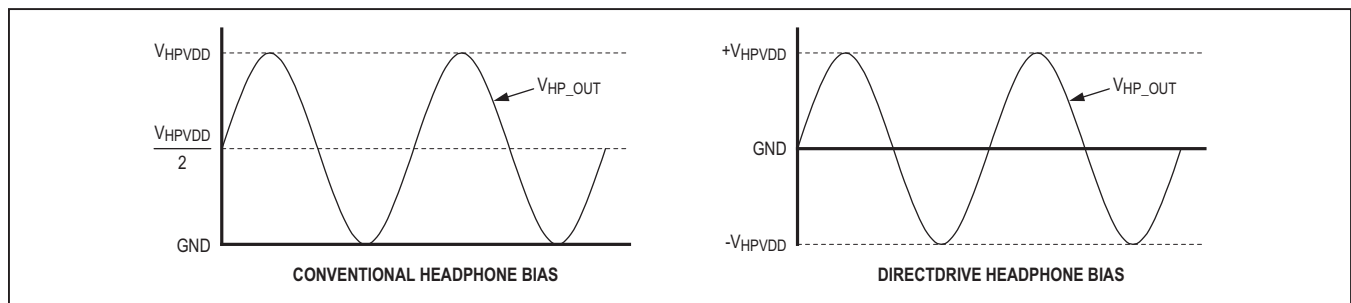 VHPVDD
VHP_OUT
VHPVDD
2
GND
CONVENTIONAL HEADPHONE BIAS
+VHPVDD
VHP_OUT
GND
-VHPVDD
DIRECTDRIVE HEADPHONE BIAS